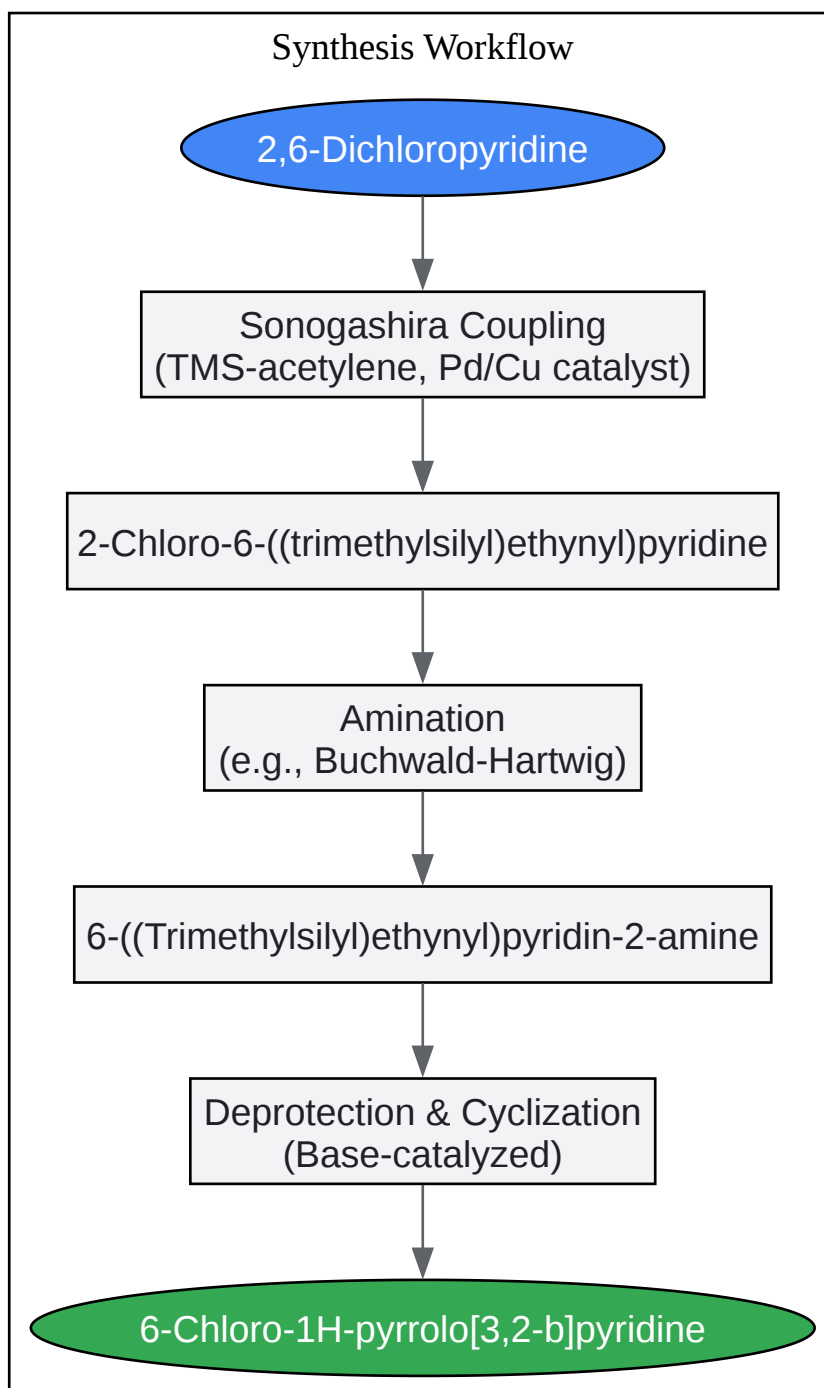 Synthesis Workflow
2,6-Dichloropyridine
Sonogashira Coupling
(TMS-acetylene, Pd/Cu catalyst)
2-Chloro-6-((trimethylsilyl)ethynyl)pyridine
Amination
(e.g., Buchwald-Hartwig)
6-((Trimethylsilyl)ethynyl)pyridin-2-amine
Deprotection & Cyclization
(Base-catalyzed)
6-Chloro-1H-pyrrolo[3,2-b]pyridine